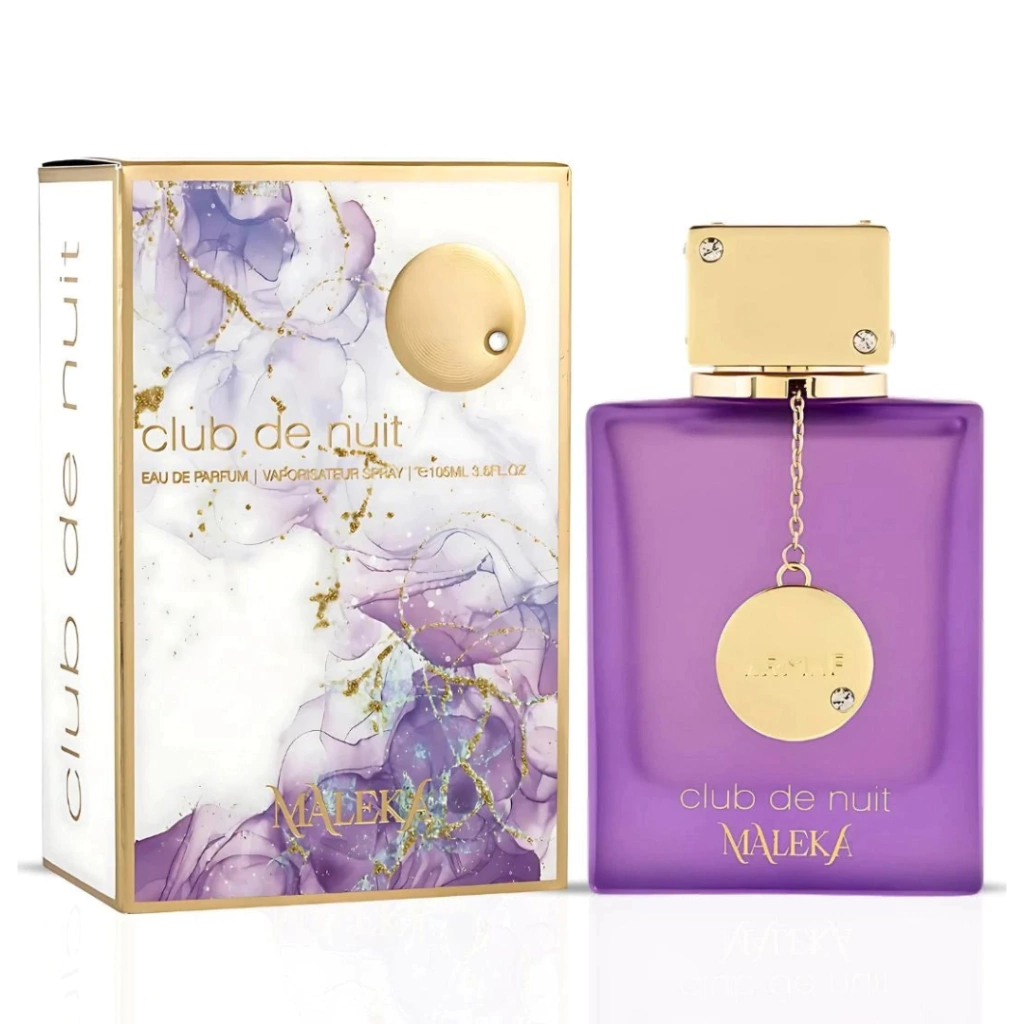 club de nuit
club de nuit
EAU DE PARFUM | VAPORISATEUR SPRAY | ℮105ML 3.6FL.OZ
MALEKA
ARMAF
club de nuit
MALEKA